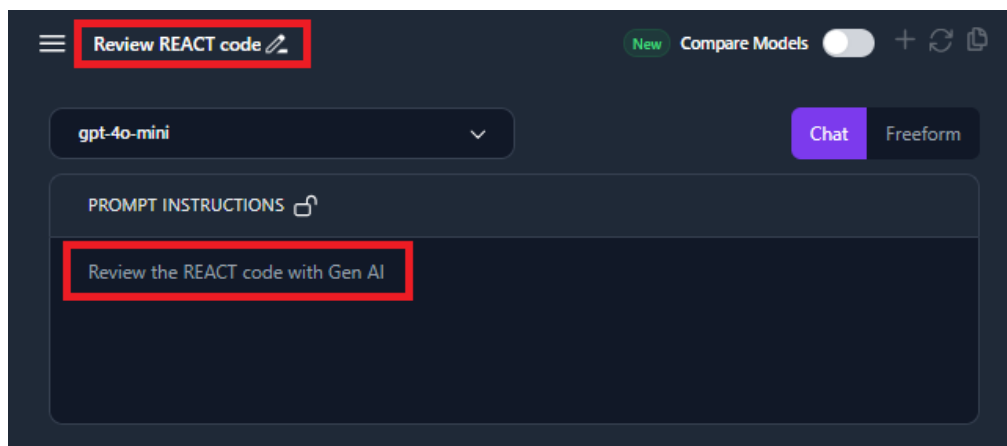 Review REACT code
New Compare Models
gpt-4o-mini
Chat Freeform
PROMPT INSTRUCTIONS
Review the REACT code with Gen AI